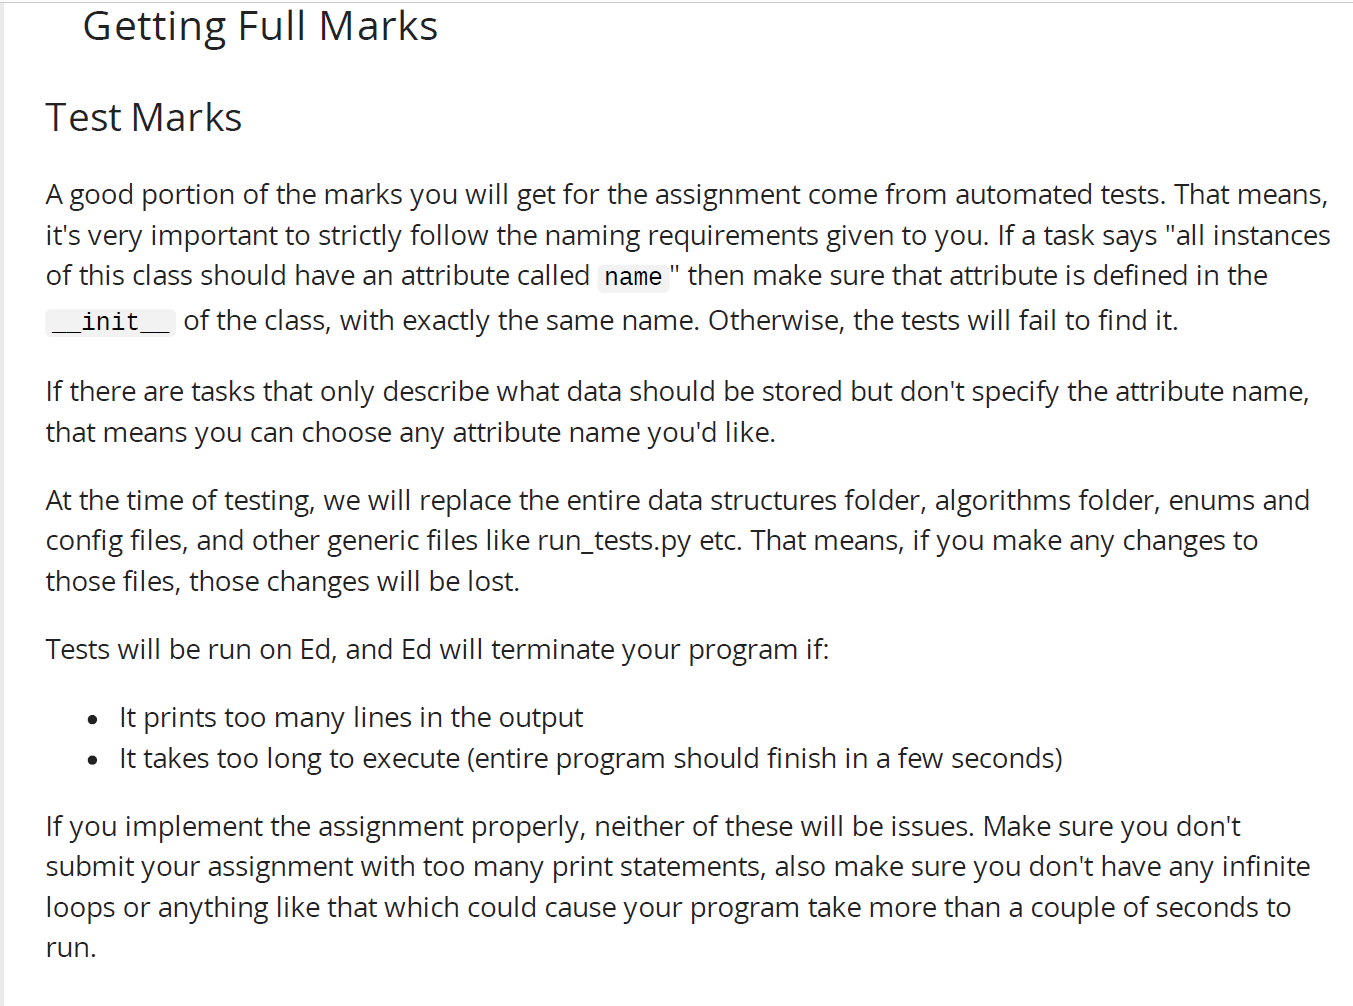 Getting Full Marks
Test Marks
A good portion of the marks you will get for the assignment come from automated tests. That means,
it's very important to strictly follow the naming requirements given to you. If a task says "all instances
of this class should have an attribute called name" then make sure that attribute is defined in the
__init__ of the class, with exactly the same name. Otherwise, the tests will fail to find it.
If there are tasks that only describe what data should be stored but don't specify the attribute name,
that means you can choose any attribute name you'd like.
At the time of testing, we will replace the entire data structures folder, algorithms folder, enums and
config files, and other generic files like run_tests.py etc. That means, if you make any changes to
those files, those changes will be lost.
Tests will be run on Ed, and Ed will terminate your program if:
• It prints too many lines in the output
• It takes too long to execute (entire program should finish in a few seconds)
If you implement the assignment properly, neither of these will be issues. Make sure you don't
submit your assignment with too many print statements, also make sure you don't have any infinite
loops or anything like that which could cause your program take more than a couple of seconds to
run.